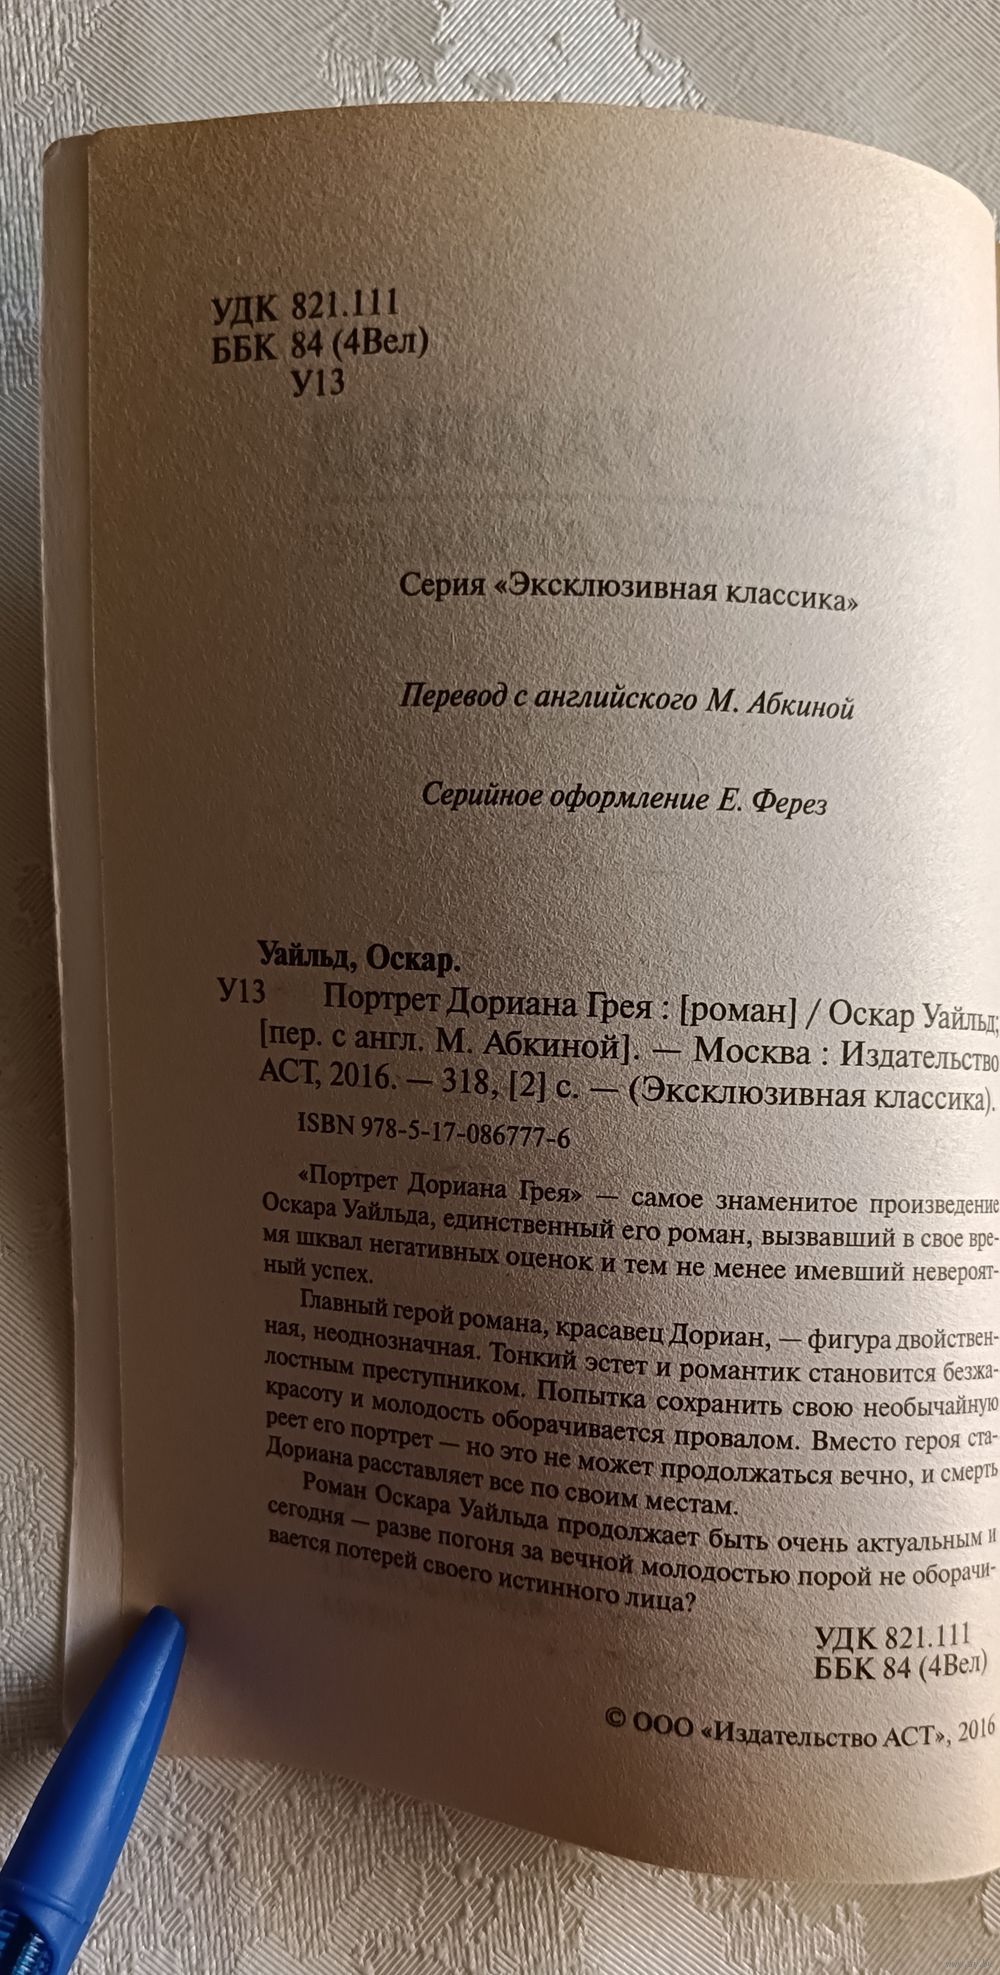 УДК 821.111
ББК 84 (4Вел)
У13
Серия «Эксклюзивная классика»
Перевод с английского М. Абкиной
Серийное оформление Е. Ферез
Уайльд, Оскар.
У13 Портрет Дориана Грея : [роман] / Оскар Уайльд;
[пер. с англ. М. Абкиной]. — Москва : Издательство
АСТ, 2016. — 318, [2] с. — (Эксклюзивная классика).
ISBN 978-5-17-086777-6
«Портрет Дориана Грея» — самое знаменитое произведение
Оскара Уайльда, единственный его роман, вызвавший в свое вре-
мя шквал негативных оценок и тем не менее имевший невероят-
ный успех.
Главный герой романа, красавец Дориан, — фигура двойствен-
ная, неоднозначная. Тонкий эстет и романтик становится безжа-
лостным преступником. Попытка сохранить свою необычайную
красоту и молодость оборачивается провалом. Вместо героя ста-
реет его портрет — но это не может продолжаться вечно, и смерть
Дориана расставляет все по своим местам.
Роман Оскара Уайльда продолжает быть очень актуальным и
сегодня — разве погоня за вечной молодостью порой не оборачи-
вается потерей своего истинного лица?
УДК 821.111
ББК 84 (4Вел)
© ООО «Издательство АСТ», 2016